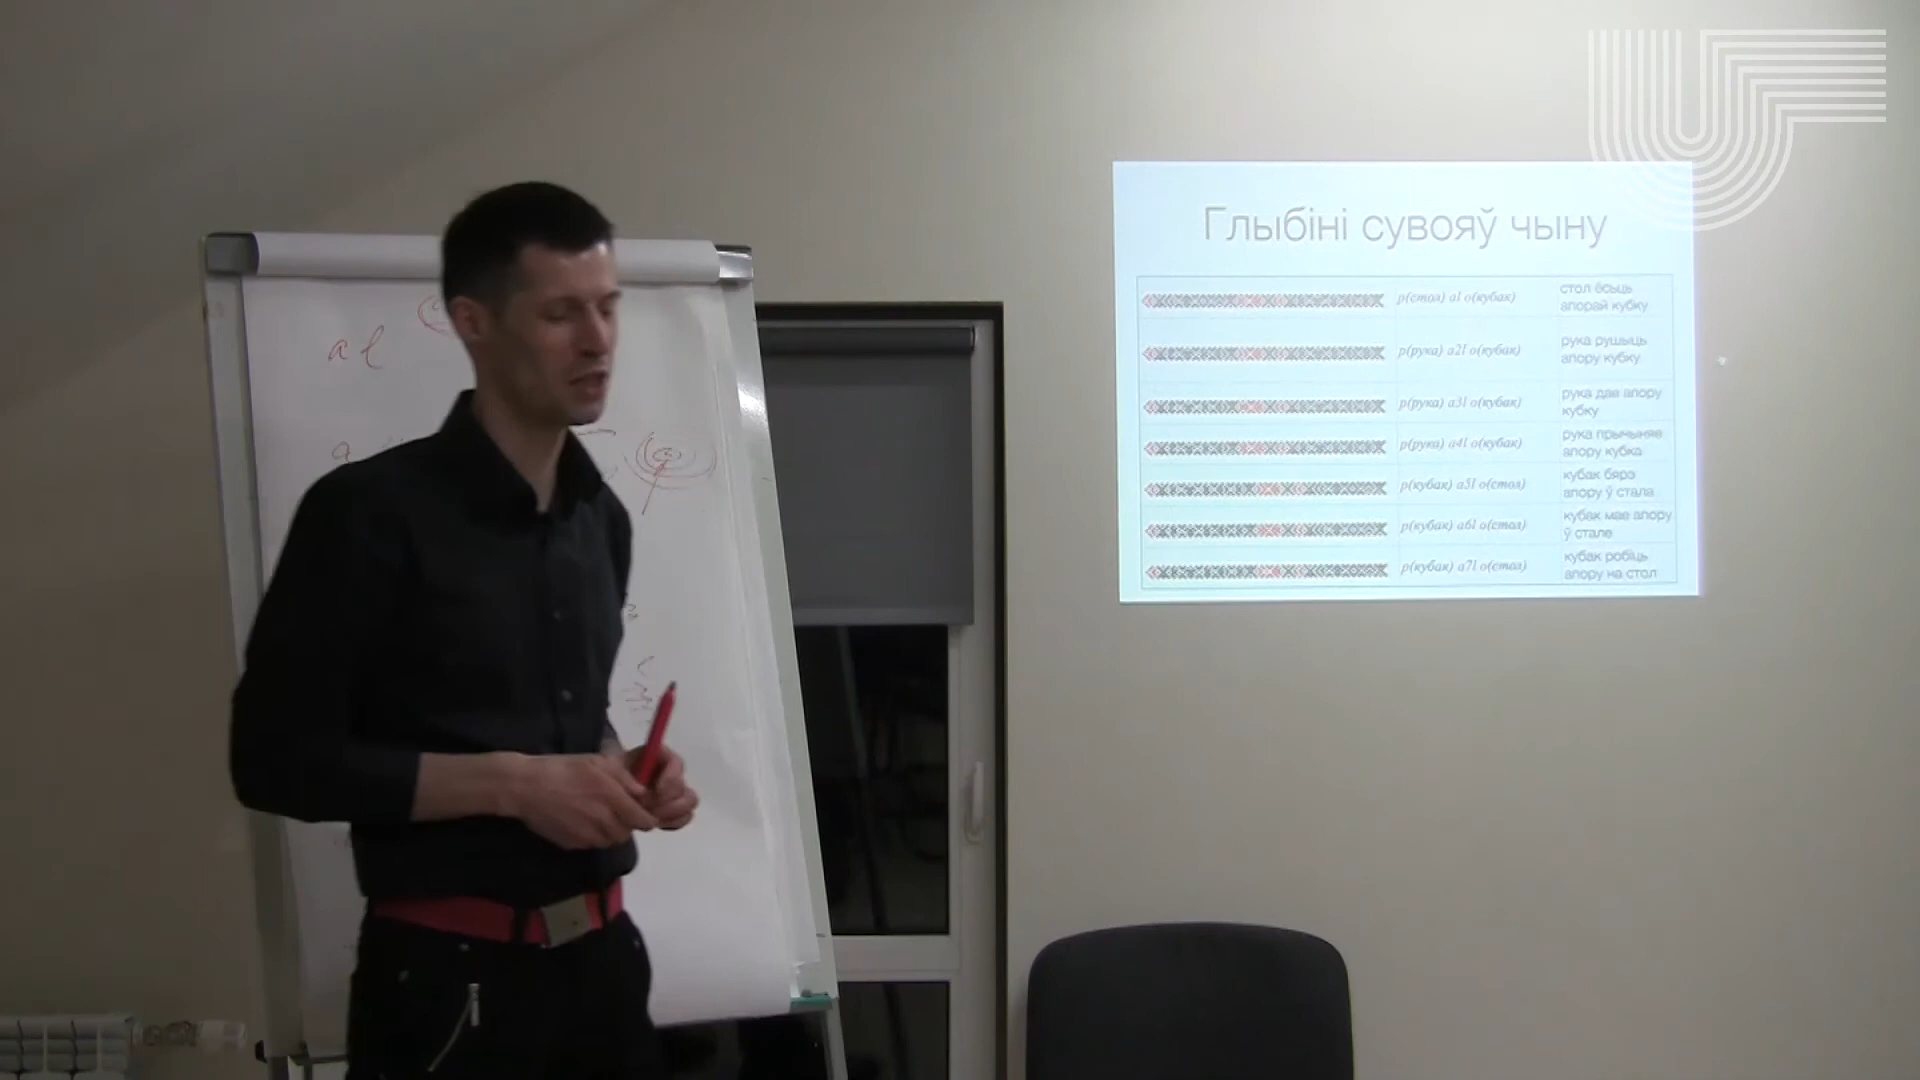 Глыбіні сувояў чыну
p(стол) a1 o(кубак)
стол ёсьць
апорай кубку
p(рука) a2l o(кубак)
рука рушыць
апору кубку
p(рука) a3l o(кубак)
рука дае апору
кубку
p(рука) a4l o(кубак)
рука прычыняе
апору кубка
p(кубак) a5l o(стол)
кубак бярэ
апору ў стала
p(кубак) a6l o(стол)
кубак мае апору
ў стале
p(кубак) a7l o(стол)
кубак робіць
апору на стол
a l